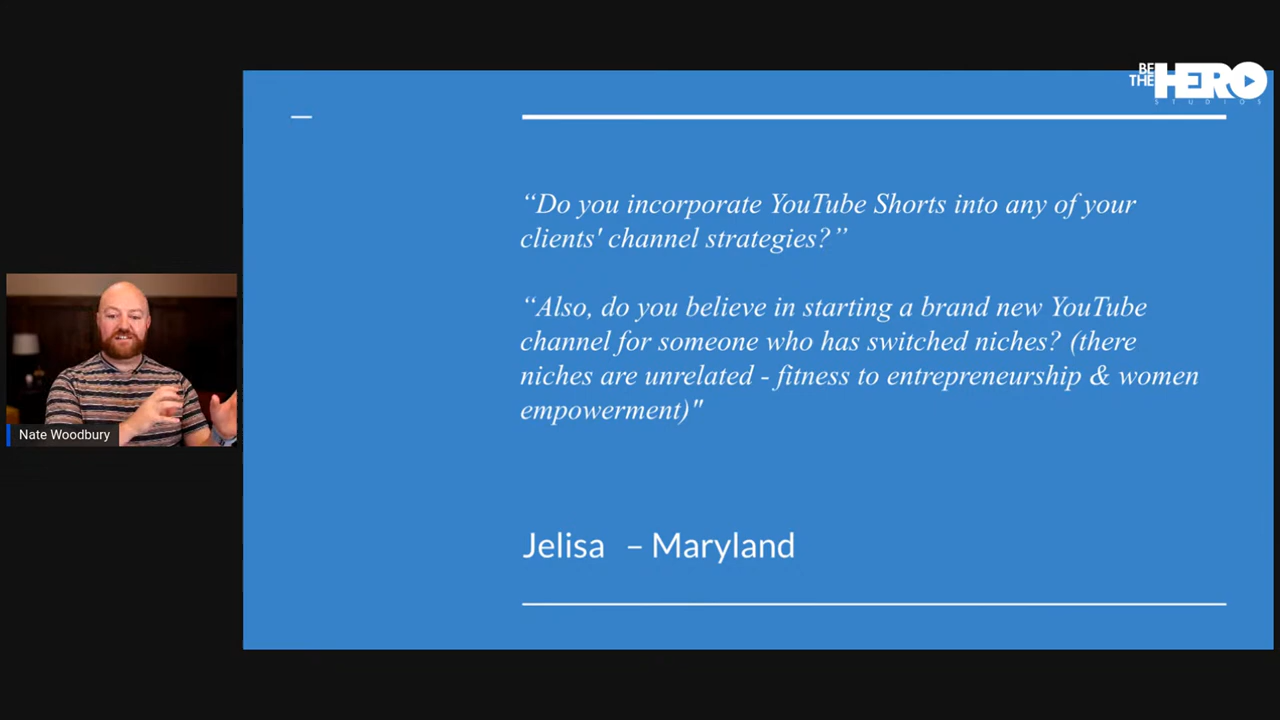 BE
THE HERO
STUDIOS
“Do you incorporate YouTube Shorts into any of your
clients' channel strategies?”
“Also, do you believe in starting a brand new YouTube
channel for someone who has switched niches? (there
niches are unrelated - fitness to entrepreneurship & women
empowerment)"
Nate Woodbury
Jelisa – Maryland